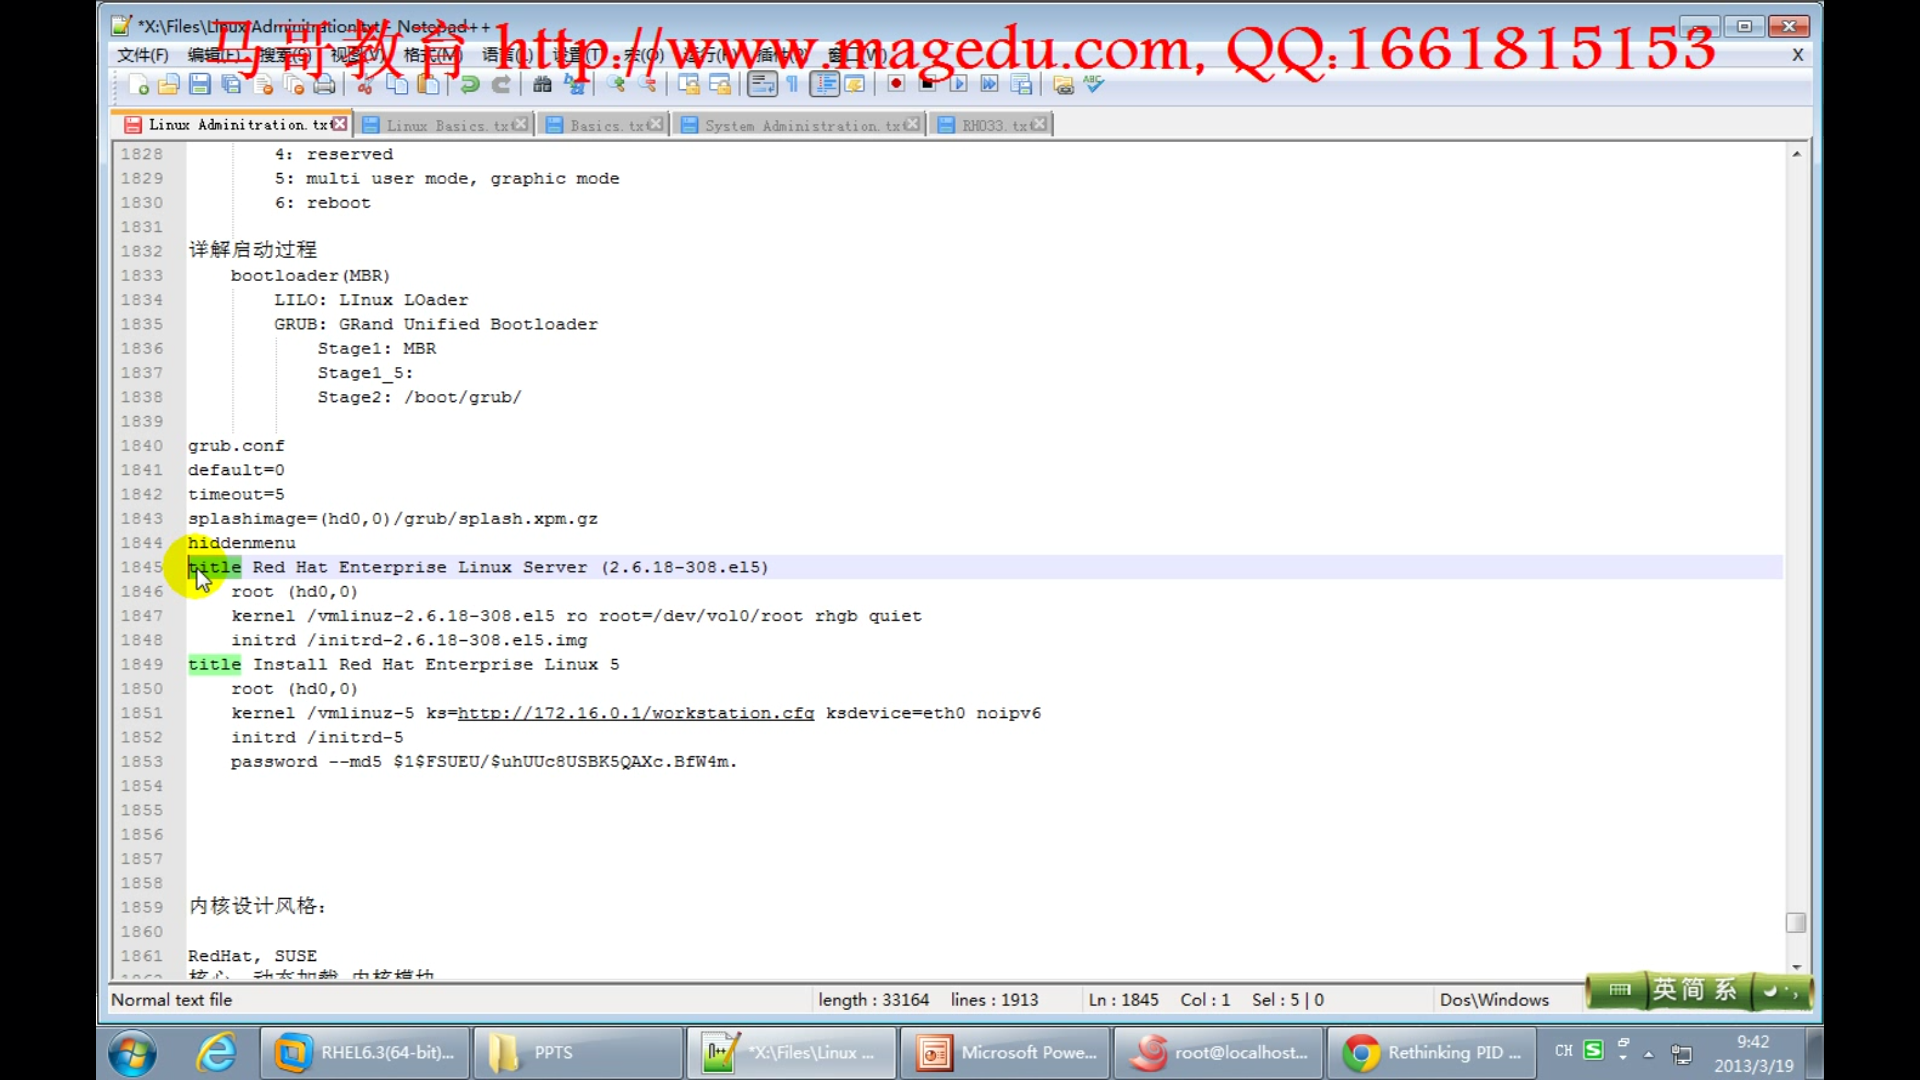 *X:\Files\Linux Adminitration.txt - Notepad++
马哥教育 http://www.magedu.com, QQ:1661815153
文件(F) 编辑(E) 搜索(S) 视图(V) 格式(M) 语言(L) 设置(T) 宏(O) 运行(R) 插件(P) 窗口(W) X
Linux Adminitration.txt Linux Basics.txt Basics.txt System Administration.txt RH033.txt
1828 4: reserved
1829 5: multi user mode, graphic mode
1830 6: reboot
1831
1832 详解启动过程
1833 bootloader(MBR)
1834 LILO: LInux LOader
1835 GRUB: GRand Unified Bootloader
1836 Stage1: MBR
1837 Stage1_5:
1838 Stage2: /boot/grub/
1839
1840 grub.conf
1841 default=0
1842 timeout=5
1843 splashimage=(hd0,0)/grub/splash.xpm.gz
1844 hiddenmenu
1845 title Red Hat Enterprise Linux Server (2.6.18-308.el5)
1846 root (hd0,0)
1847 kernel /vmlinuz-2.6.18-308.el5 ro root=/dev/vol0/root rhgb quiet
1848 initrd /initrd-2.6.18-308.el5.img
1849 title Install Red Hat Enterprise Linux 5
1850 root (hd0,0)
1851 kernel /vmlinuz-5 ks=http://172.16.0.1/workstation.cfg ksdevice=eth0 noipv6
1852 initrd /initrd-5
1853 password --md5 $1$FSUEU/$uhUUc8USBK5QAXc.BfW4m.
1854
1855
1856
1857
1858
1859 内核设计风格:
1860
1861 RedHat, SUSE
1862 核心：动态加载 内核模块
Normal text file length : 33164 lines : 1913 Ln : 1845 Col : 1 Sel : 5 | 0 Dos\Windows 英简 系
RHEL6.3(64-bit)... PPTS *X:\Files\Linux ... Microsoft Powe... root@localhost... Rethinking PID ... CH 9:42
2013/3/19